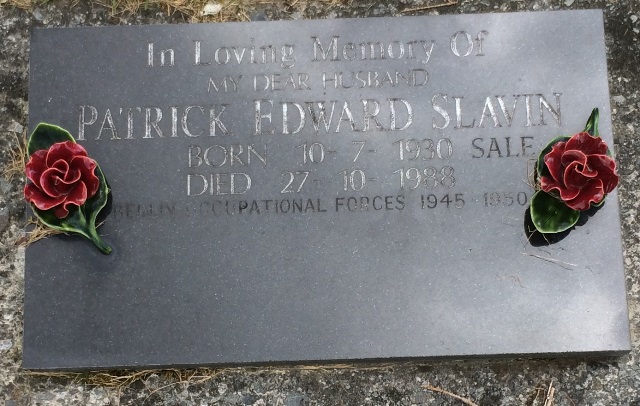 In Loving Memory Of
MY DEAR HUSBAND
PATRICK EDWARD SLAVIN
BORN 10-7-1930 SALE
DIED 27-10-1988
OCCUPATIONAL FORCES 1945-1950